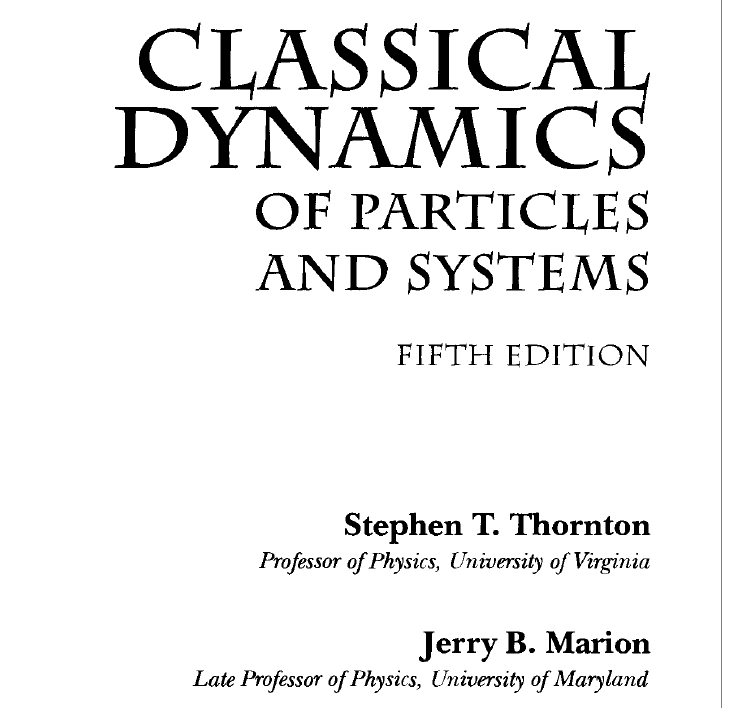 CLASSICAL
DYNAMICS
OF PARTICLES
AND SYSTEMS
FIFTH EDITION
Stephen T. Thornton
Professor of Physics, University of Virginia
Jerry B. Marion
Late Professor of Physics, University of Maryland